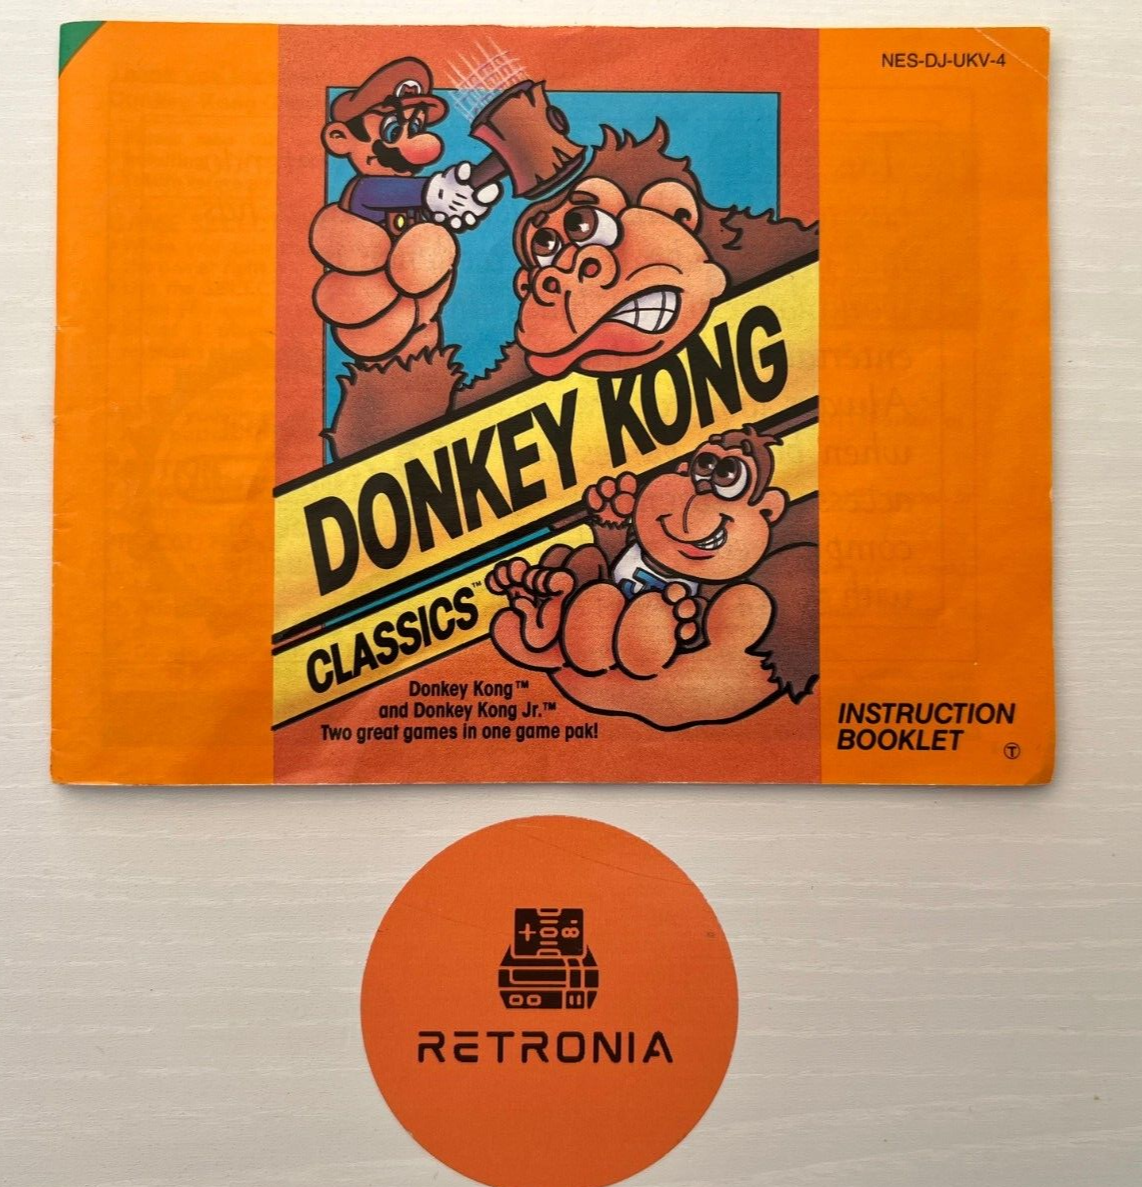 NES-DJ-UKV-4
M
DONKEY KONG
CLASSICS™
J
Donkey Kong™
and Donkey Kong Jr.™
Two great games in one game pak!
INSTRUCTION
BOOKLET
Ⓣ
RETRONIA